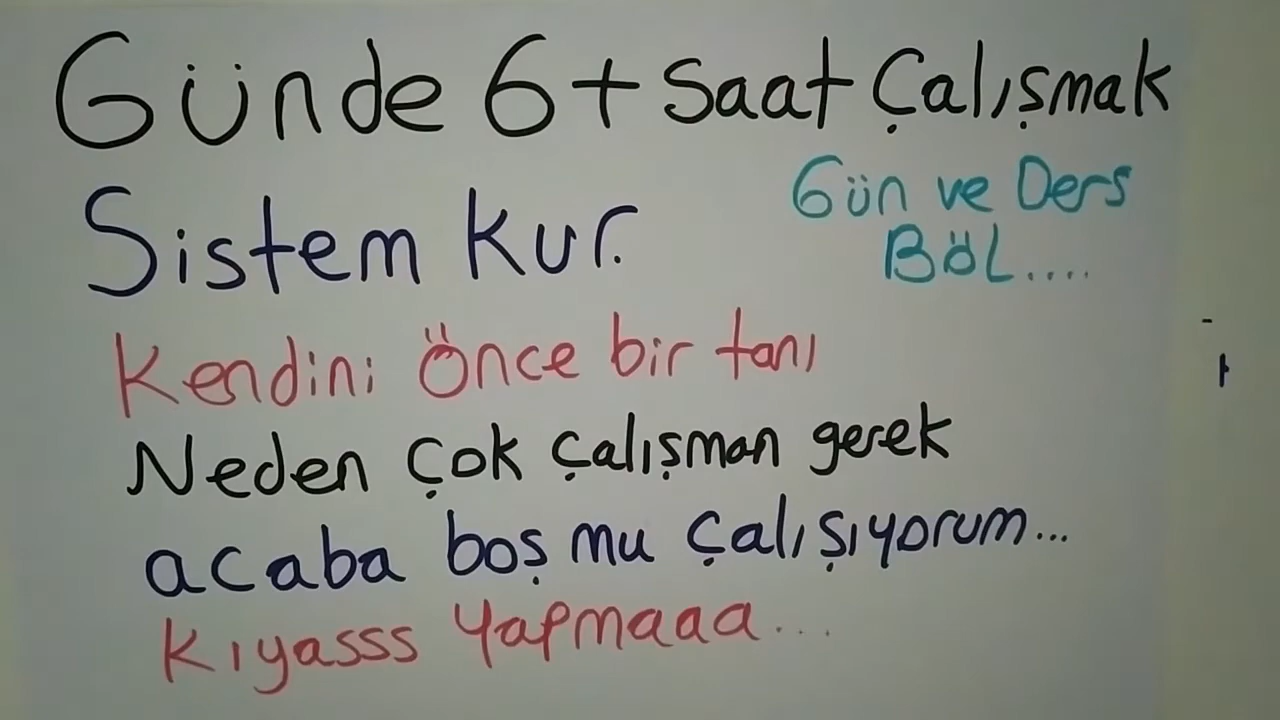 Günde 6+ saat Çalışmak
Sistem Kur.
Gün ve Ders
Böl....
Kendini Önce bir tanı
Neden çok çalışman gerek
acaba boş mu çalışıyorum...
Kıyasss Yapmaaa...